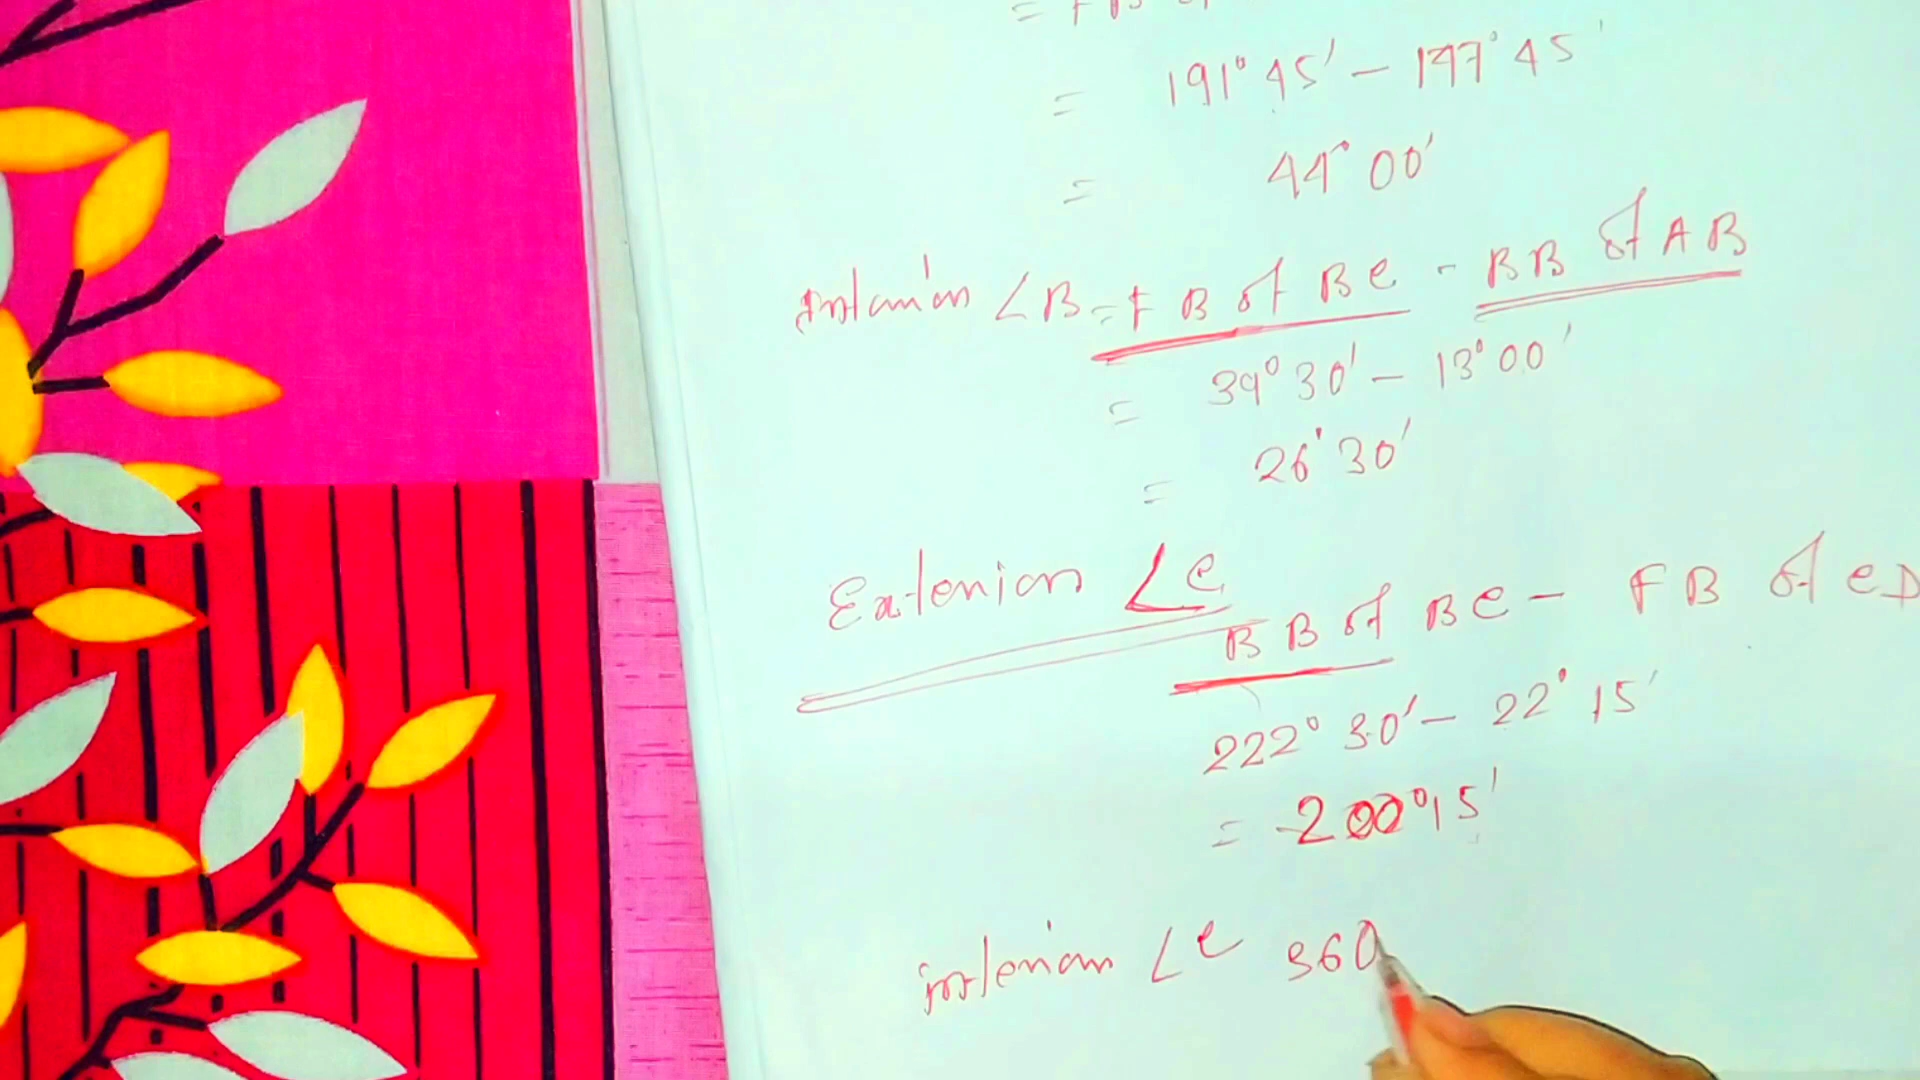 = 191°45' - 147°45'
= 44°00'
interior ∠B = FB of BC - BB of AB
= 39°30' - 13°00'
= 26°30'
Exterior ∠C
BB of BC - FB of CD
222°30' - 22°15'
= 200°15'
interior ∠C 360